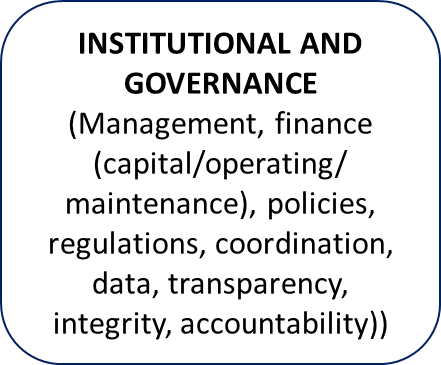 INSTITUTIONAL AND
GOVERNANCE
(Management, finance
(capital/operating/
maintenance), policies,
regulations, coordination,
data, transparency,
integrity, accountability))